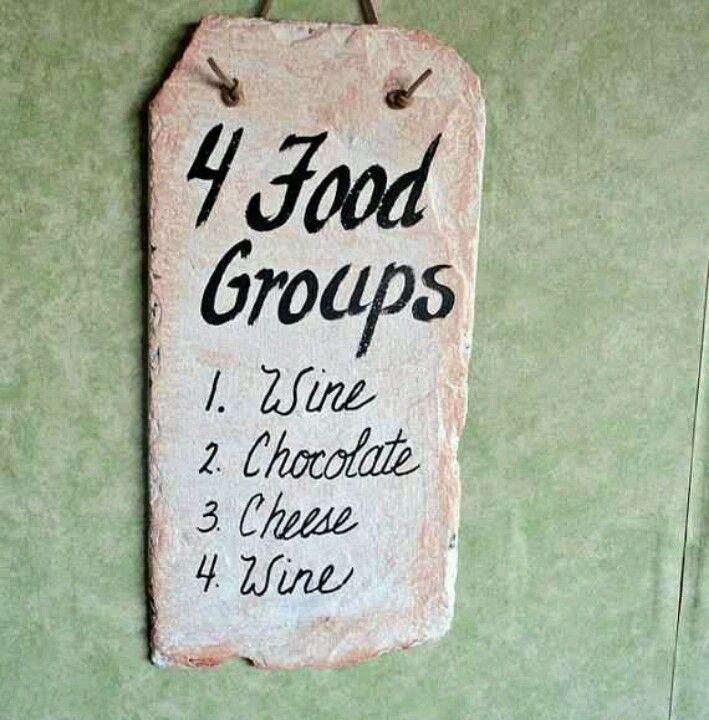 4 Food
Groups
1. Wine
2. Chocolate
3. Cheese
4. Wine